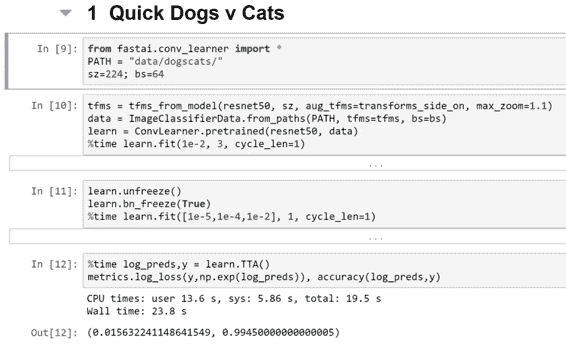 1 Quick Dogs v Cats
In [9]: from fastai.conv_learner import *
PATH = "data/dogscats/"
sz=224; bs=64
In [10]: tfms = tfms_from_model(resnet50, sz, aug_tfms=transforms_side_on, max_zoom=1.1)
data = ImageClassifierData.from_paths(PATH, tfms=tfms, bs=bs)
learn = ConvLearner.pretrained(resnet50, data)
%time learn.fit(1e-2, 3, cycle_len=1)
...
In [11]: learn.unfreeze()
learn.bn_freeze(True)
%time learn.fit([1e-5,1e-4,1e-2], 1, cycle_len=1)
...
In [12]: %time log_preds,y = learn.TTA()
metrics.log_loss(y,np.exp(log_preds)), accuracy(log_preds,y)
CPU times: user 13.6 s, sys: 5.86 s, total: 19.5 s
Wall time: 23.8 s
Out[12]: (0.015632241148641549, 0.99450000000000005)